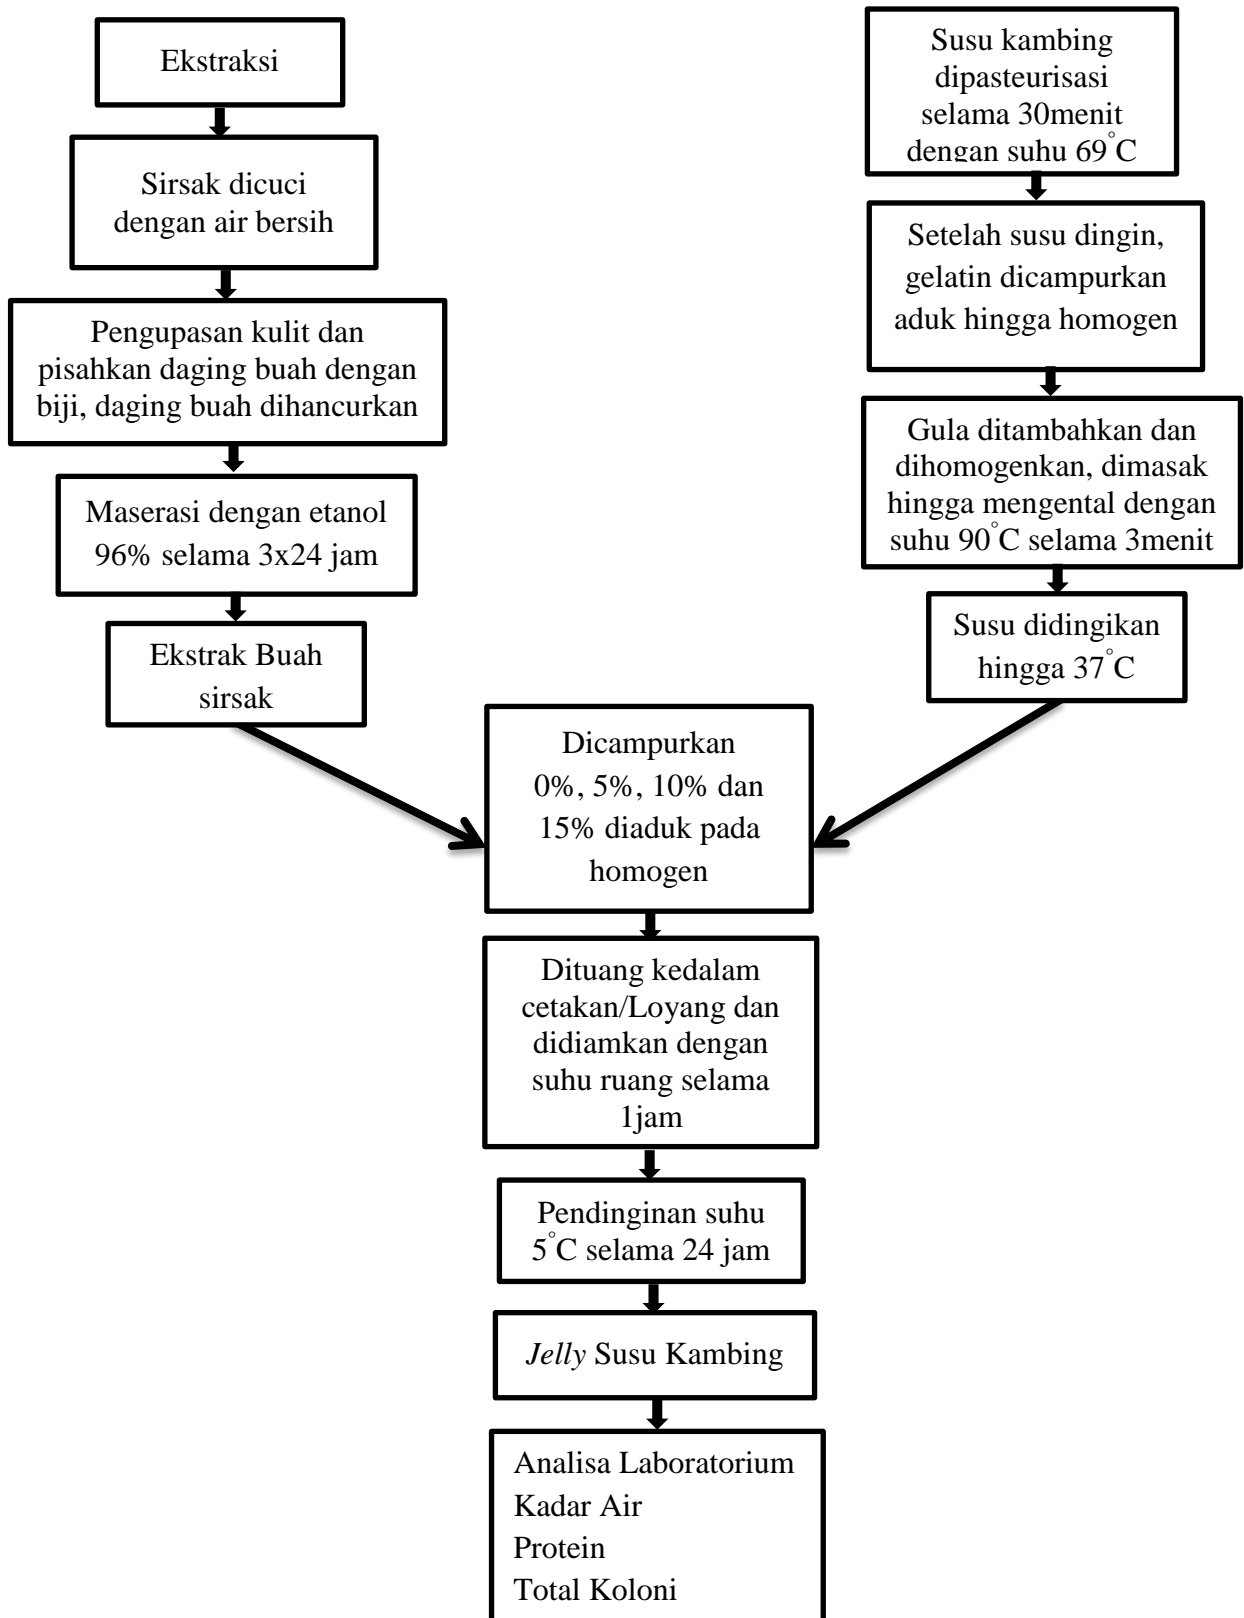 Ekstraksi
Sirsak dicuci
dengan air bersih
Pengupasan kulit dan
pisahkan daging buah dengan
biji, daging buah dihancurkan
Maserasi dengan etanol
96% selama 3x24 jam
Ekstrak Buah
sirsak
Susu kambing
dipasteurisasi
selama 30menit
dengan suhu 69°C
Setelah susu dingin,
gelatin dicampurkan
aduk hingga homogen
Gula ditambahkan dan
dihomogenkan, dimasak
hingga mengental dengan
suhu 90°C selama 3menit
Susu didingikan
hingga 37°C
Dicampurkan
0%, 5%, 10% dan
15% diaduk pada
homogen
Dituang kedalam
cetakan/Loyang dan
didiamkan dengan
suhu ruang selama
1jam
Pendinginan suhu
5°C selama 24 jam
Jelly Susu Kambing
Analisa Laboratorium
Kadar Air
Protein
Total Koloni